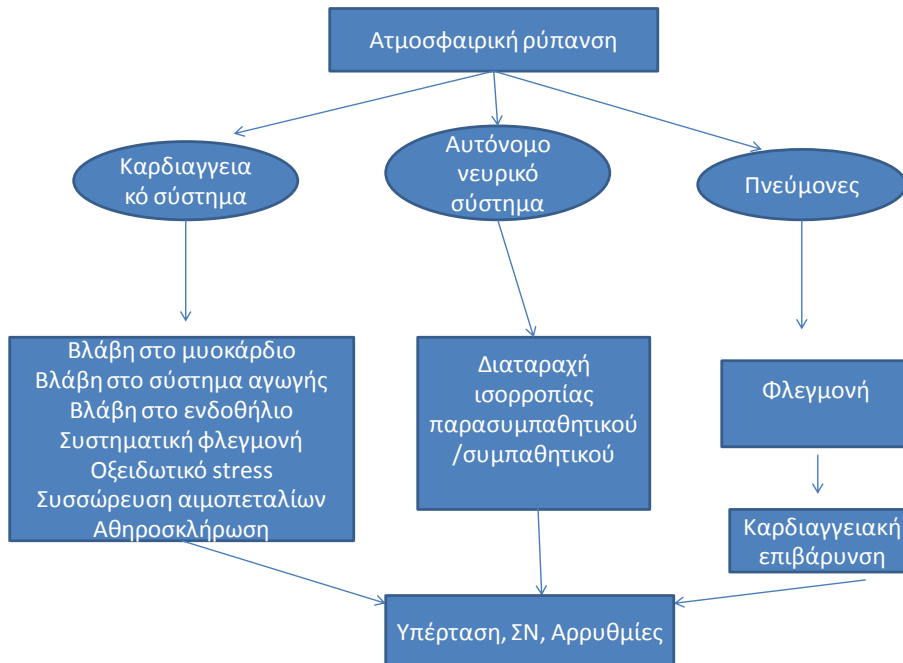 Ατμοσφαιρική ρύπανση
Καρδιαγγεια
κό σύστημα
Αυτόνομο
νευρικό
σύστημα
Πνεύμονες
Βλάβη στο μυοκάρδιο
Βλάβη στο σύστημα αγωγής
Βλάβη στο ενδοθήλιο
Συστηματική φλεγμονή
Οξειδωτικό stress
Συσσώρευση αιμοπεταλίων
Αθηροσκλήρωση
Διαταραχή
ισορροπίας
παρασυμπαθητικού
/συμπαθητικού
Φλεγμονή
Καρδιαγγειακή
επιβάρυνση
Υπέρταση, ΣΝ, Αρρυθμίες